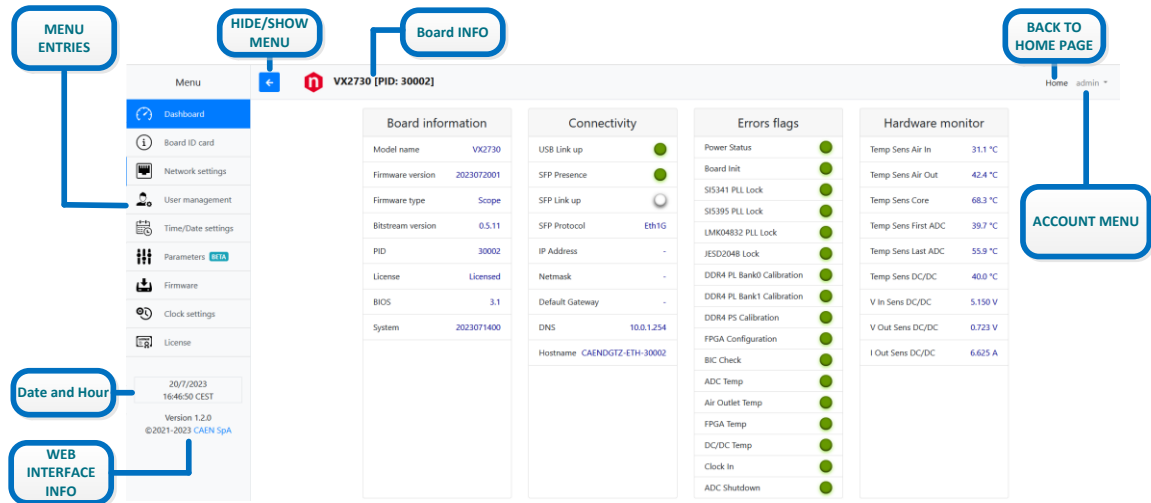 MENU
ENTRIES
HIDE/SHOW
MENU
Board INFO
BACK TO
HOME PAGE
Menu
VX2730 [PID: 30002]
Home admin
Dashboard
Board ID card
Network settings
User management
Time/Date settings
Parameters BETA
Firmware
Clock settings
License
20/7/2023
16:46:50 CEST
Version 1.2.0
©2021-2023 CAEN SpA
Date and Hour
WEB
INTERFACE
INFO
Board information
Model name VX2730
Firmware version 2023072001
Firmware type Scope
Bitstream version 0.5.11
PID 30002
License Licensed
BIOS 3.1
System 2023071400
Connectivity
USB Link up
SFP Presence
SFP Link up
SFP Protocol Eth1G
IP Address -
Netmask -
Default Gateway -
DNS 10.0.1.254
Hostname CAENDGTZ-ETH-30002
Errors flags
Power Status
Board Init
SI5341 PLL Lock
SI5395 PLL Lock
LMK04832 PLL Lock
JESD204B Lock
DDR4 PL Bank0 Calibration
DDR4 PL Bank1 Calibration
DDR4 PS Calibration
FPGA Configuration
BIC Check
ADC Temp
Air Outlet Temp
FPGA Temp
DC/DC Temp
Clock In
ADC Shutdown
Hardware monitor
Temp Sens Air In 31.1 °C
Temp Sens Air Out 42.4 °C
Temp Sens Core 68.3 °C
Temp Sens First ADC 39.7 °C
Temp Sens Last ADC 55.9 °C
Temp Sens DC/DC 40.0 °C
V In Sens DC/DC 5.150 V
V Out Sens DC/DC 0.723 V
I Out Sens DC/DC 6.625 A
ACCOUNT MENU